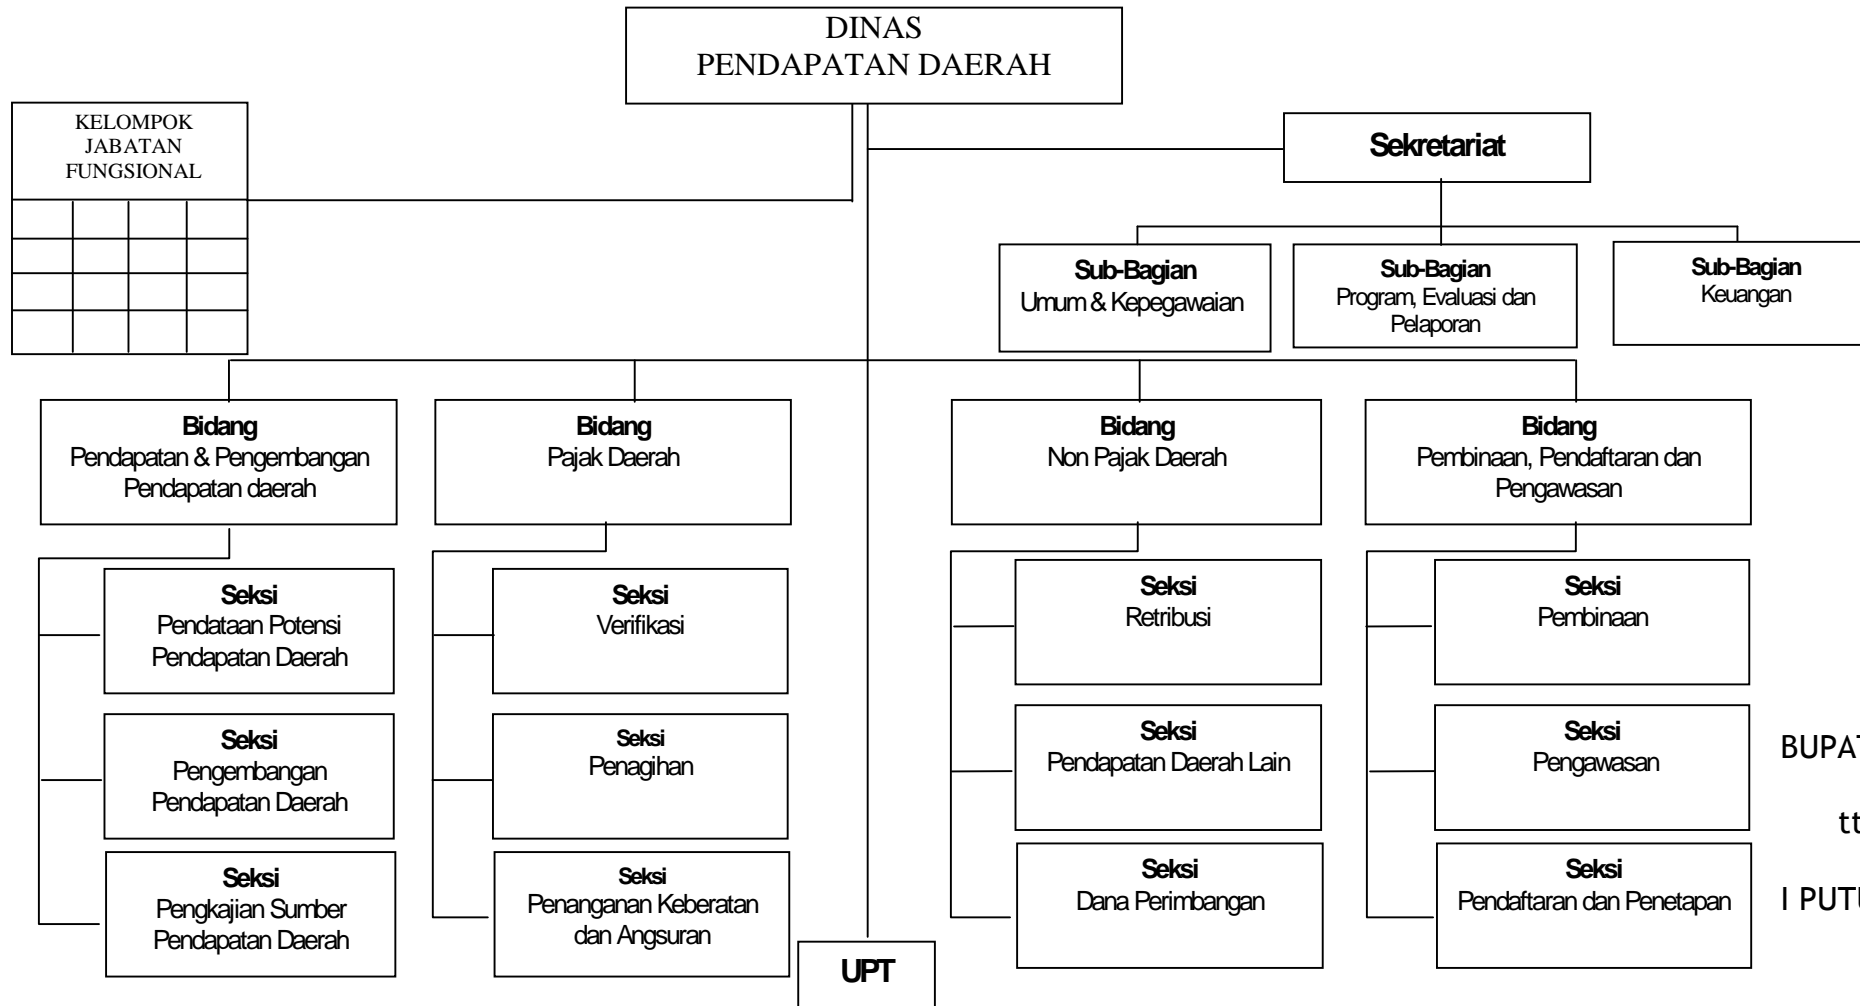 DINAS
PENDAPATAN DAERAH
KELOMPOK
JABATAN
FUNGSIONAL
Sekretariat
Sub-Bagian
Umum & Kepegawaian
Sub-Bagian
Program, Evaluasi dan
Pelaporan
Sub-Bagian
Keuangan
Bidang
Pendapatan & Pengembangan
Pendapatan daerah
Bidang
Pajak Daerah
Bidang
Non Pajak Daerah
Bidang
Pembinaan, Pendaftaran dan
Pengawasan
Seksi
Pendataan Potensi
Pendapatan Daerah
Seksi
Verifikasi
Seksi
Retribusi
Seksi
Pembinaan
Seksi
Pengembangan
Pendapatan Daerah
Seksi
Penagihan
Seksi
Pendapatan Daerah Lain
Seksi
Pengawasan
Seksi
Pengkajian Sumber
Pendapatan Daerah
Seksi
Penanganan Keberatan
dan Angsuran
Seksi
Dana Perimbangan
Seksi
Pendaftaran dan Penetapan
UPT
I